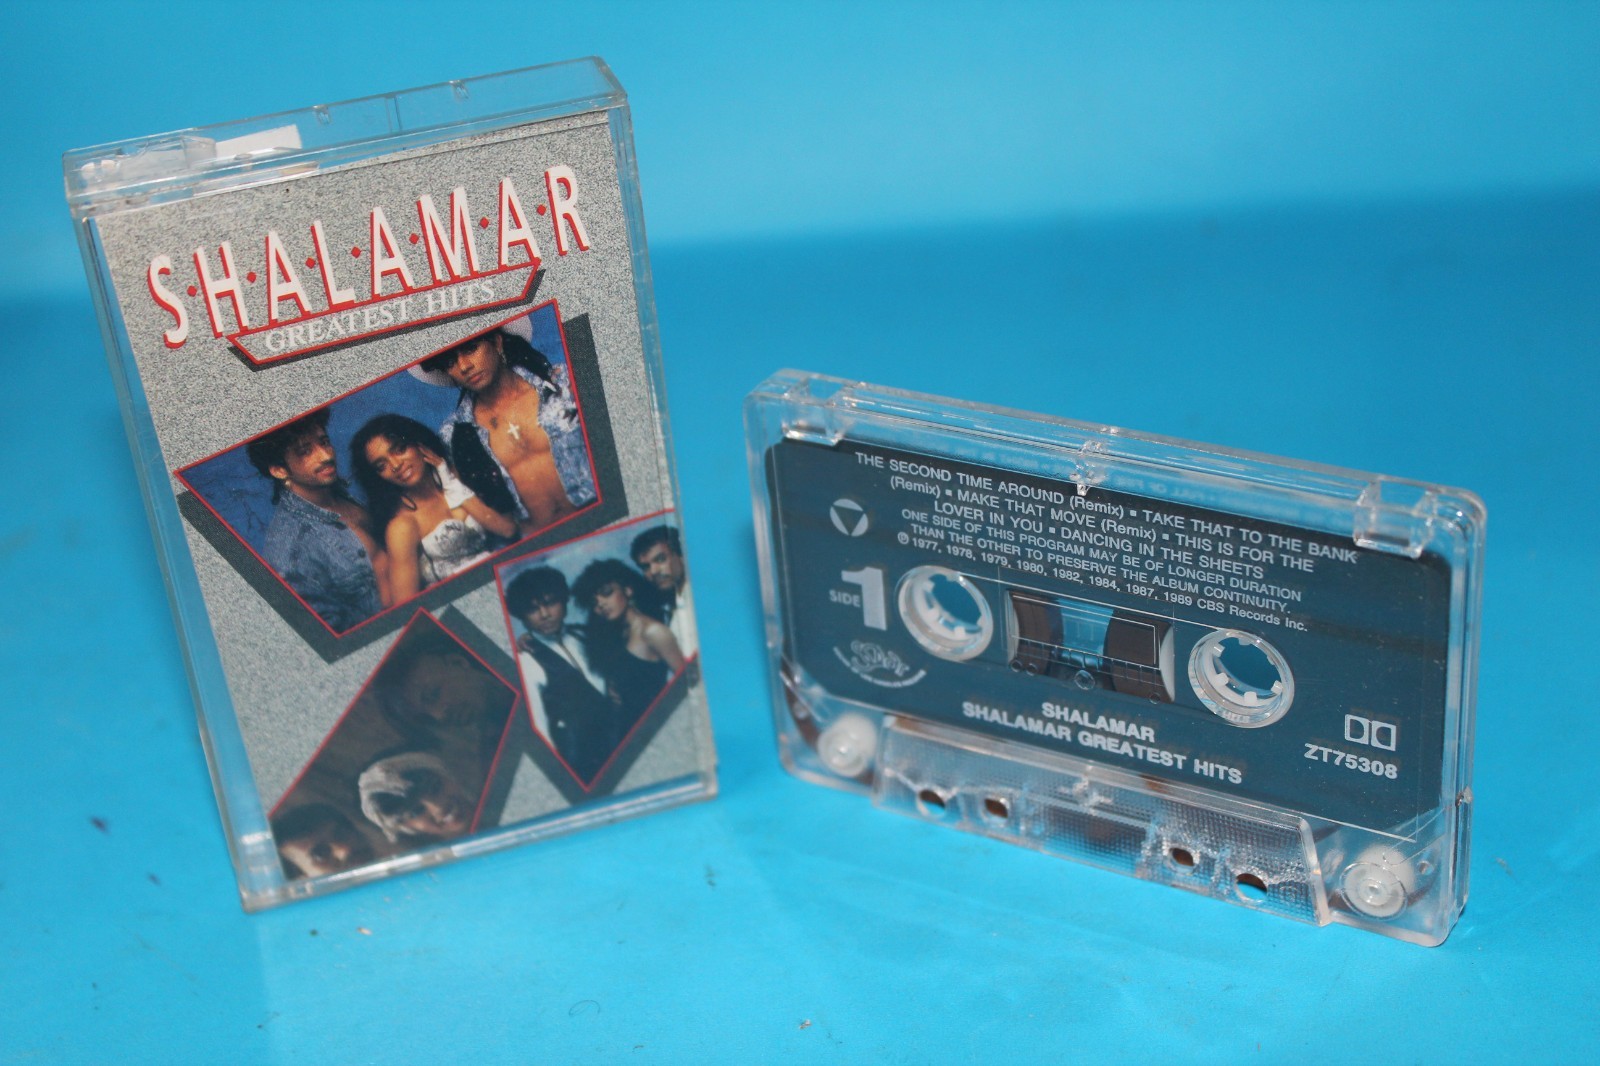 S·H·A·L·A·M·A·R
GREATEST HITS
THE SECOND TIME AROUND (Remix) ▪ TAKE THAT TO THE BANK
(Remix) ▪ MAKE THAT MOVE (Remix) ▪ THIS IS FOR THE
LOVER IN YOU ▪ DANCING IN THE SHEETS
ONE SIDE OF THIS PROGRAM MAY BE OF LONGER DURATION
THAN THE OTHER TO PRESERVE THE ALBUM CONTINUITY.
℗ 1977, 1978, 1979, 1980, 1982, 1984, 1987, 1989 CBS Records Inc.
SIDE 1
SHALAMAR
SHALAMAR GREATEST HITS
ZT75308